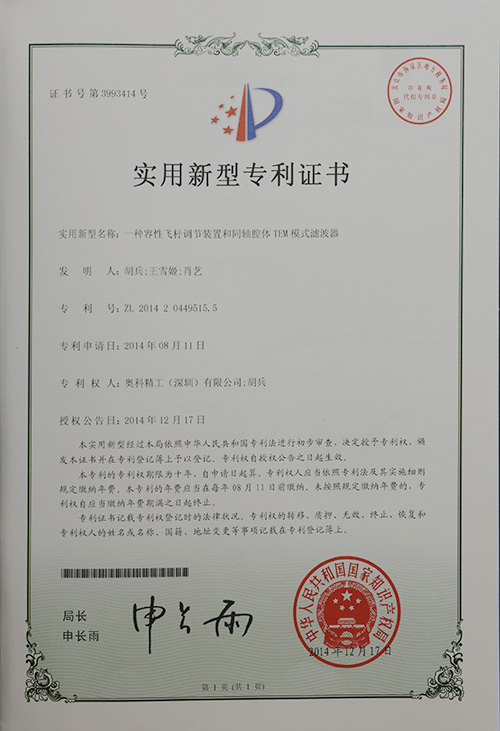 证书号第3993414号
印花税
代扣专用章
实用新型专利证书
实用新型名称：一种容性飞杆调节装置和同轴腔体TEM模式滤波器
发 明 人：胡兵;王雪姬;肖艺
专 利 号：ZL 2014 2 0449515.5
专利申请日：2014年08月11日
专 利 权 人：奥科精工（深圳）有限公司;胡兵
授权公告日：2014年12月17日
本实用新型经过本局依照中华人民共和国专利法进行初步审查，决定授予专利权，颁
发本证书并在专利登记簿上予以登记。专利权自授权公告之日起生效。
本专利的专利权期限为十年，自申请日起算。专利权人应当依照专利法及其实施细则
规定缴纳年费。本专利的年费应当在每年08月11日前缴纳。未按照规定缴纳年费的，专
利权自应当缴纳年费期满之日起终止。
专利证书记载专利权登记时的法律状况。专利权的转移、质押、无效、终止、恢复和
专利权人的姓名或名称、国籍、地址变更等事项记载在专利登记簿上。
局长
申长雨
申长雨
中华人民共和国国家知识产权局
2014年12月17日
第1页（共1页）